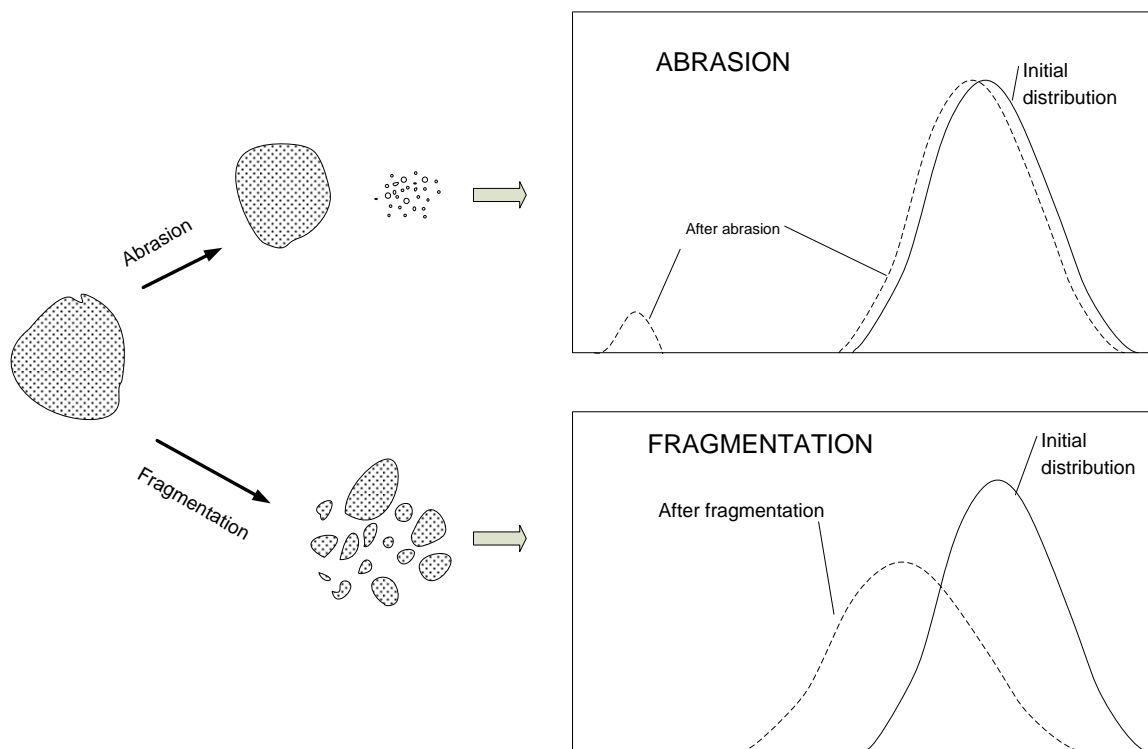 Abrasion
Fragmentation
ABRASION
Initial
distribution
After abrasion
FRAGMENTATION
Initial
distribution
After fragmentation